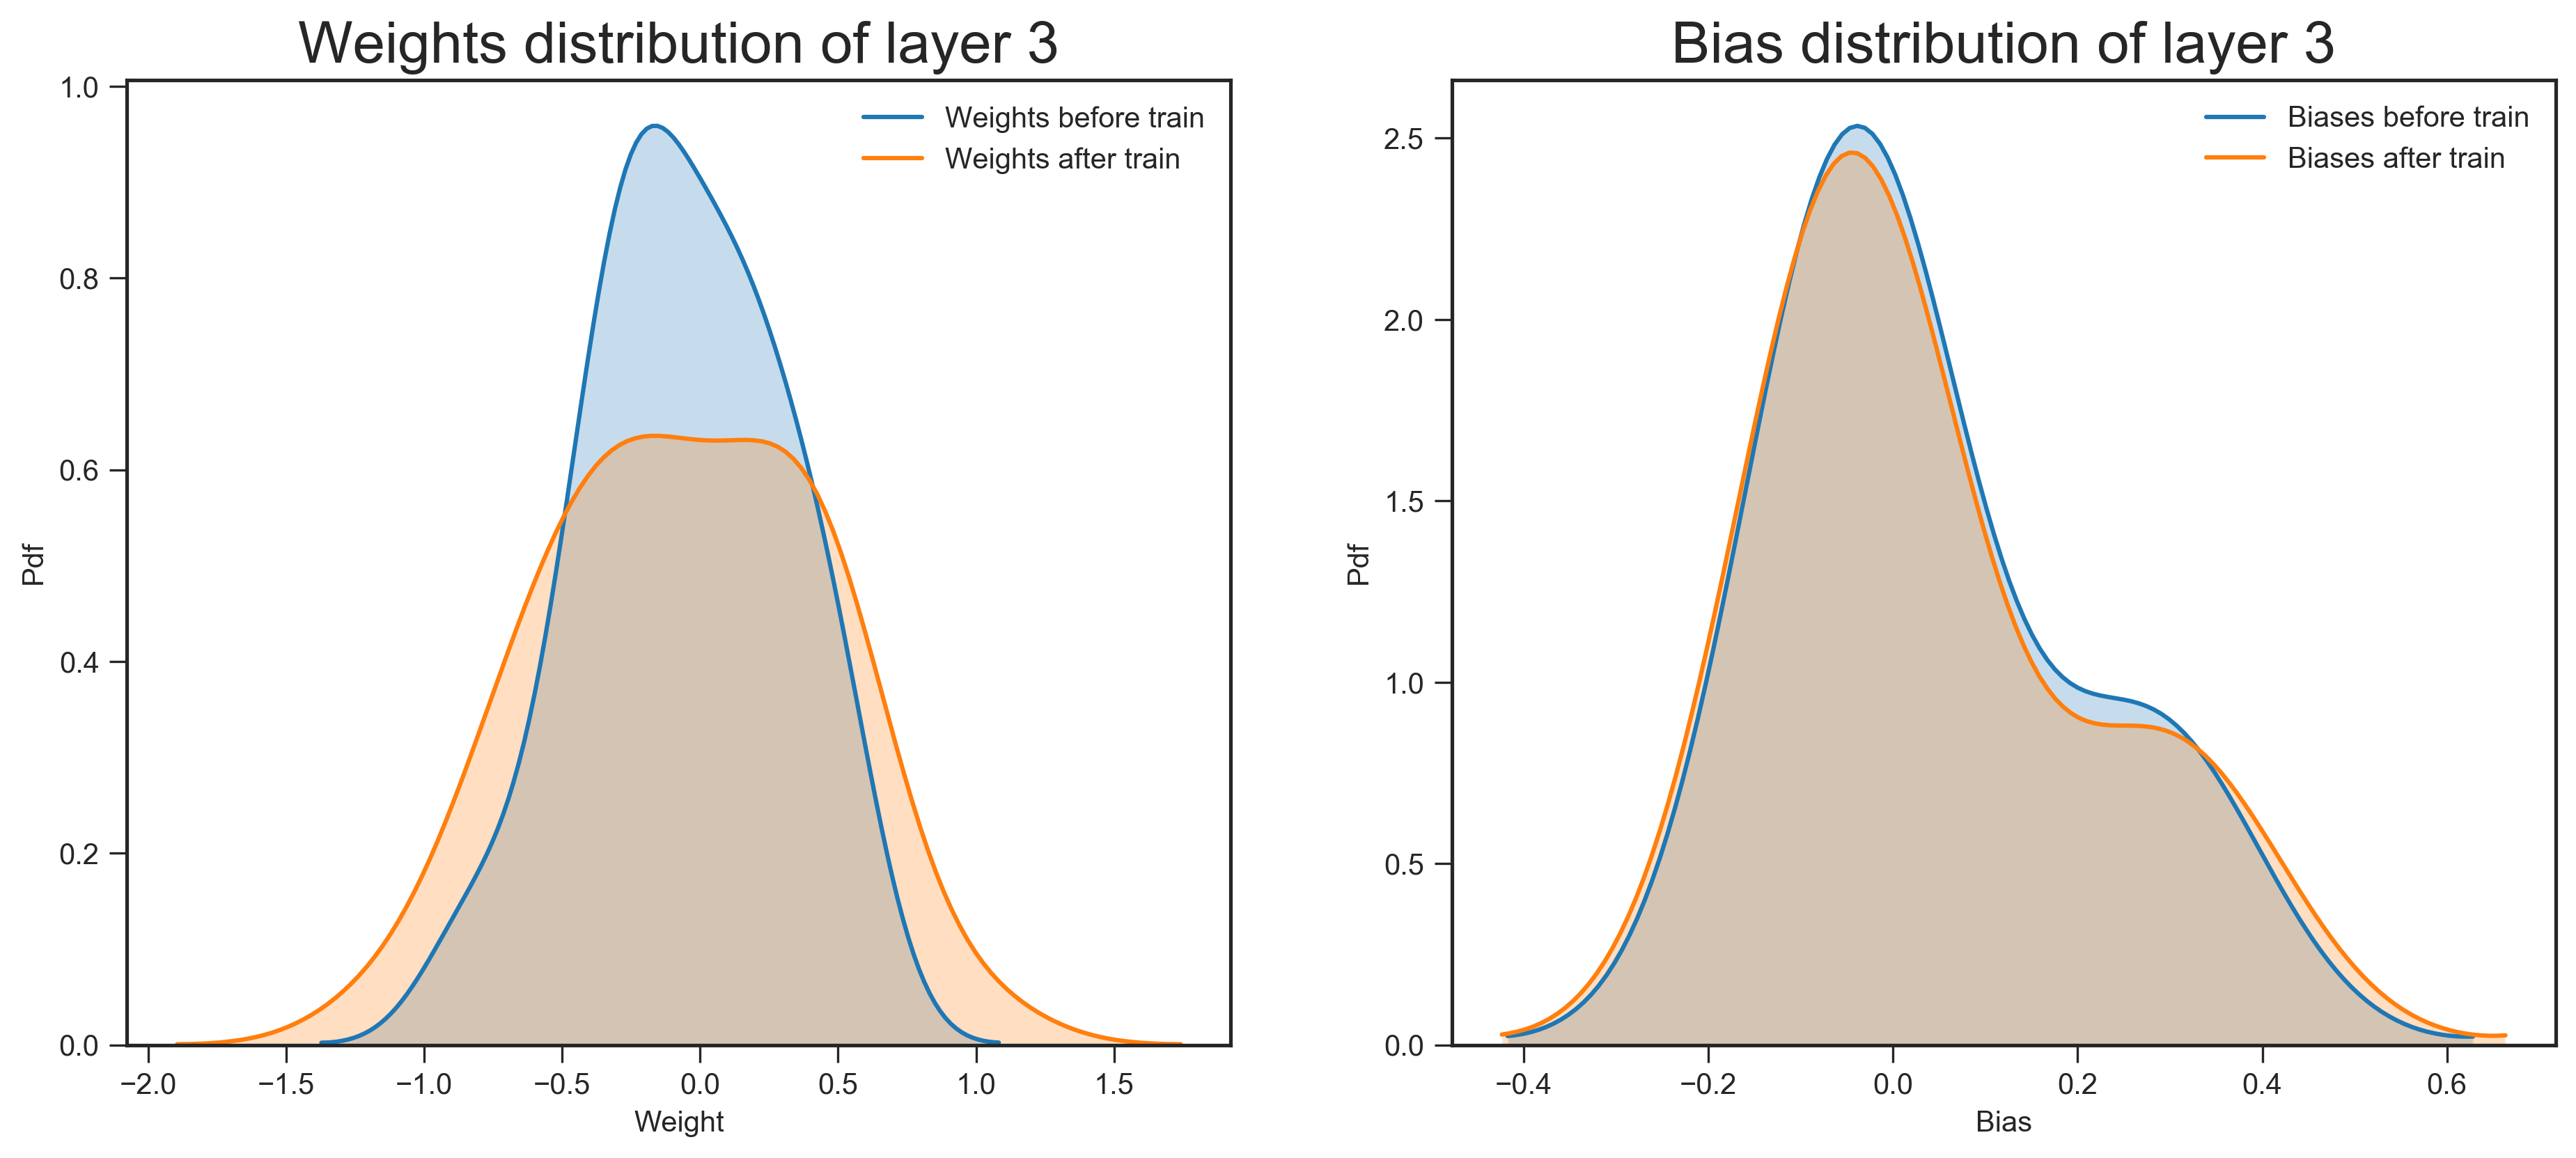 Weights distribution of layer 3
1.0
0.8
0.6
0.4
0.2
0.0
Pdf
Weights before train
Weights after train
−2.0 −1.5 −1.0 −0.5 0.0 0.5 1.0 1.5
Weight
Bias distribution of layer 3
2.5
2.0
1.5
1.0
0.5
0.0
Pdf
Biases before train
Biases after train
−0.4 −0.2 0.0 0.2 0.4 0.6
Bias